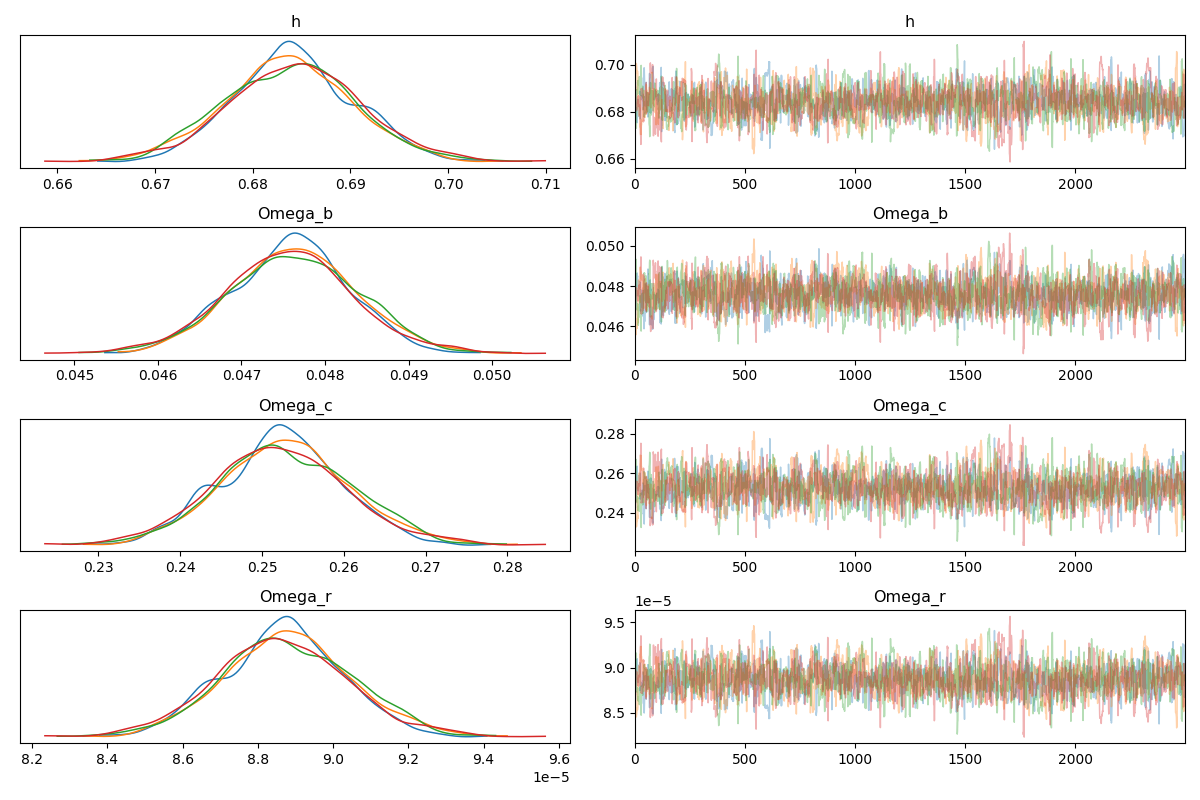 h h
0.70
0.68
0.66
0.66 0.67 0.68 0.69 0.70 0.71 0 500 1000 1500 2000
Omega_b Omega_b
0.050
0.048
0.046
0.045 0.046 0.047 0.048 0.049 0.050 0 500 1000 1500 2000
Omega_c Omega_c
0.28
0.26
0.24
0.23 0.24 0.25 0.26 0.27 0.28 0 500 1000 1500 2000
Omega_r Omega_r
1e−5
9.5
9.0
8.5
8.2 8.4 8.6 8.8 9.0 9.2 9.4 9.6 0 500 1000 1500 2000
1e−5